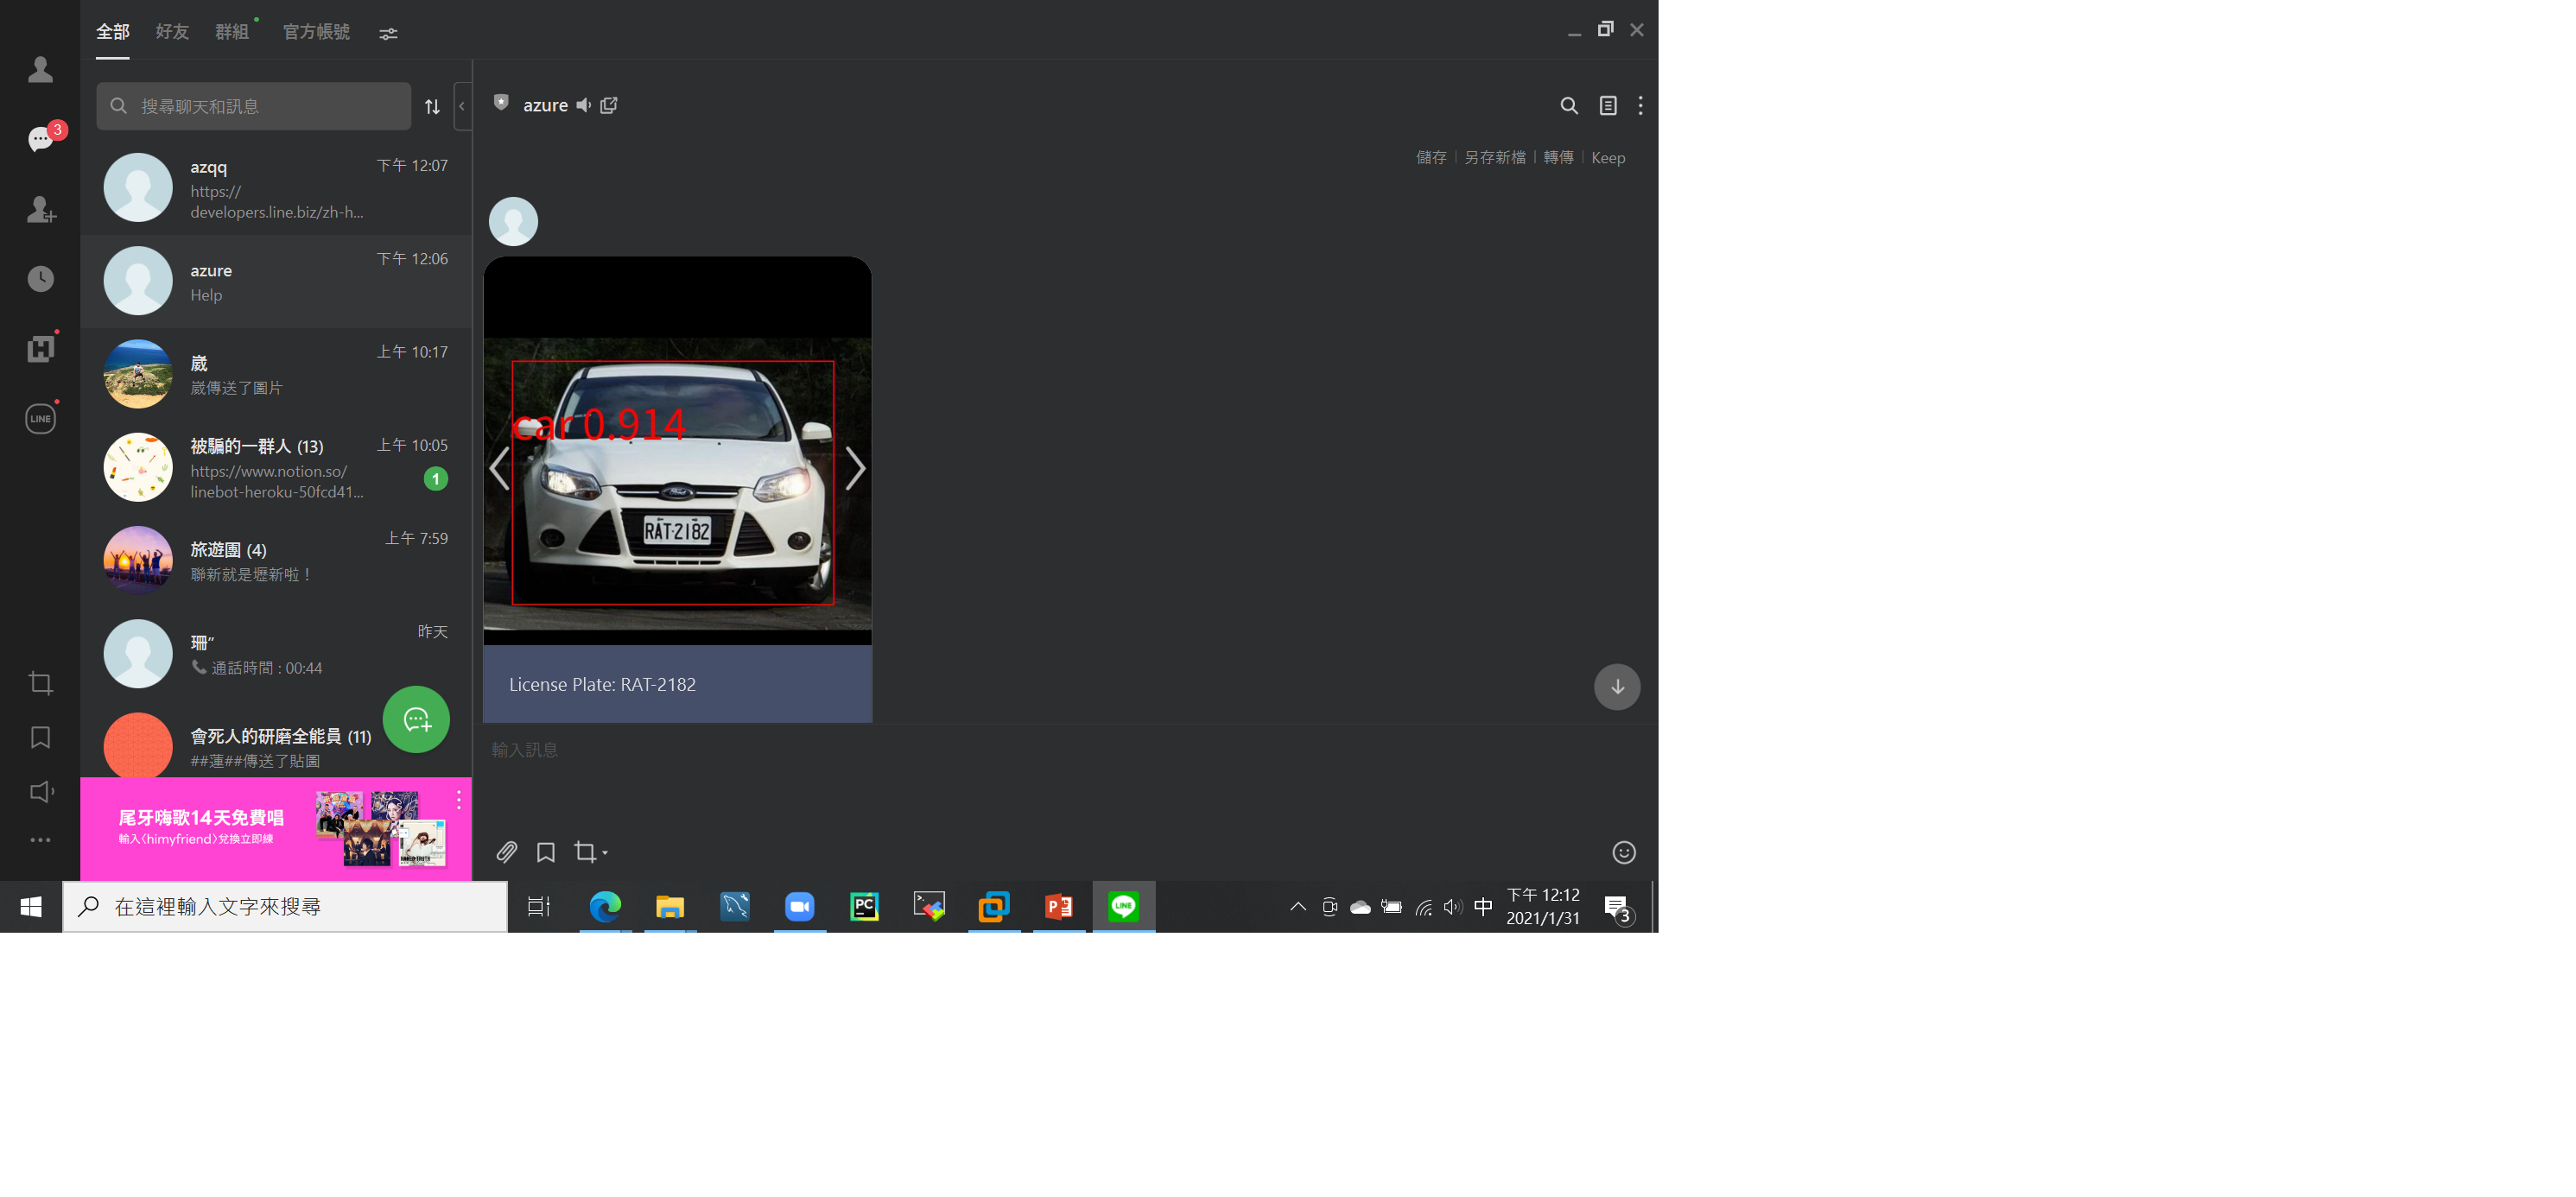 全部 好友 群組 官方帳號
搜尋聊天和訊息
3
azqq 下午 12:07
https://
developers.line.biz/zh-h...
azure 下午 12:06
Help
崴 上午 10:17
崴傳送了圖片
被騙的一群人 (13) 上午 10:05
https://www.notion.so/
linebot-heroku-50fcd41...
1
旅遊團 (4) 上午 7:59
聯新就是壢新啦！
珊” 昨天
通話時間 : 00:44
會死人的研磨全能員 (11)
##蓮##傳送了貼圖
LINE
尾牙嗨歌14天免費唱
輸入〈himyfriend〉兌換立即練
azure
儲存 另存新檔 轉傳 Keep
car 0.914
Ford
RAT-2182
License Plate: RAT-2182
輸入訊息
在這裡輸入文字來搜尋
PC
P
LINE
中
下午 12:12
2021/1/31
3